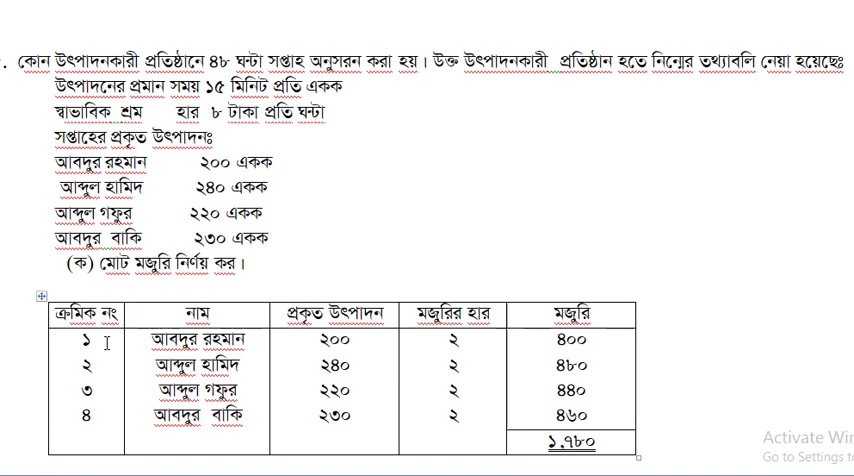 . কোন উৎপাদনকারী প্রতিষ্ঠানে ৪৮ ঘন্টা সপ্তাহ অনুসরন করা হয়। উক্ত উৎপাদনকারী প্রতিষ্ঠান হতে নিন্মের তথ্যাবলি নেয়া হয়েছেঃ
উৎপাদনের প্রমান সময় ১৫ মিনিট প্রতি একক
স্বাভাবিক শ্রম হার ৮ টাকা প্রতি ঘন্টা
সপ্তাহের প্রকৃত উৎপাদনঃ
আবদুর রহমান ২০০ একক
আব্দুল হামিদ ২৪০ একক
আব্দুল গফুর ২২০ একক
আবদুর বাকি ২৩০ একক
(ক) মোট মজুরি নির্ণয় কর।
ক্রমিক নং নাম প্রকৃত উৎপাদন মজুরির হার মজুরি
১ আবদুর রহমান ২০০ ২ ৪০০
২ আব্দুল হামিদ ২৪০ ২ ৪৮০
৩ আব্দুল গফুর ২২০ ২ ৪৪০
৪ আবদুর বাকি ২৩০ ২ ৪৬০
১,৭৮০
Activate Wir
Go to Settings to